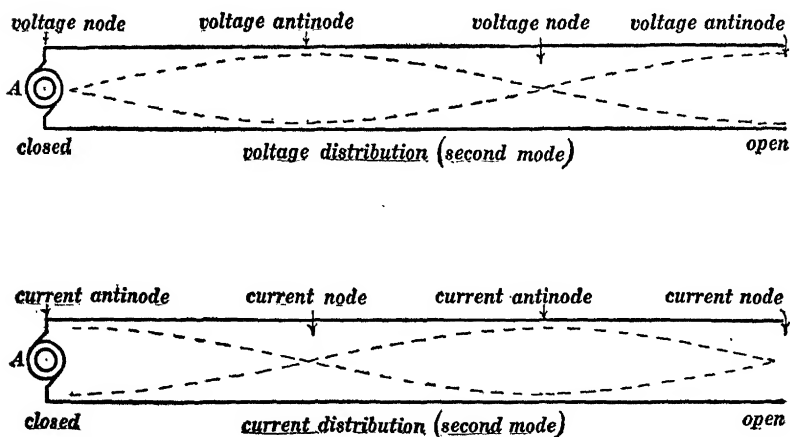 voltage node voltage antinode voltage node voltage antinode
A
closed voltage distribution (second mode) open
current antinode current node current antinode current node
A
closed current distribution (second mode) open